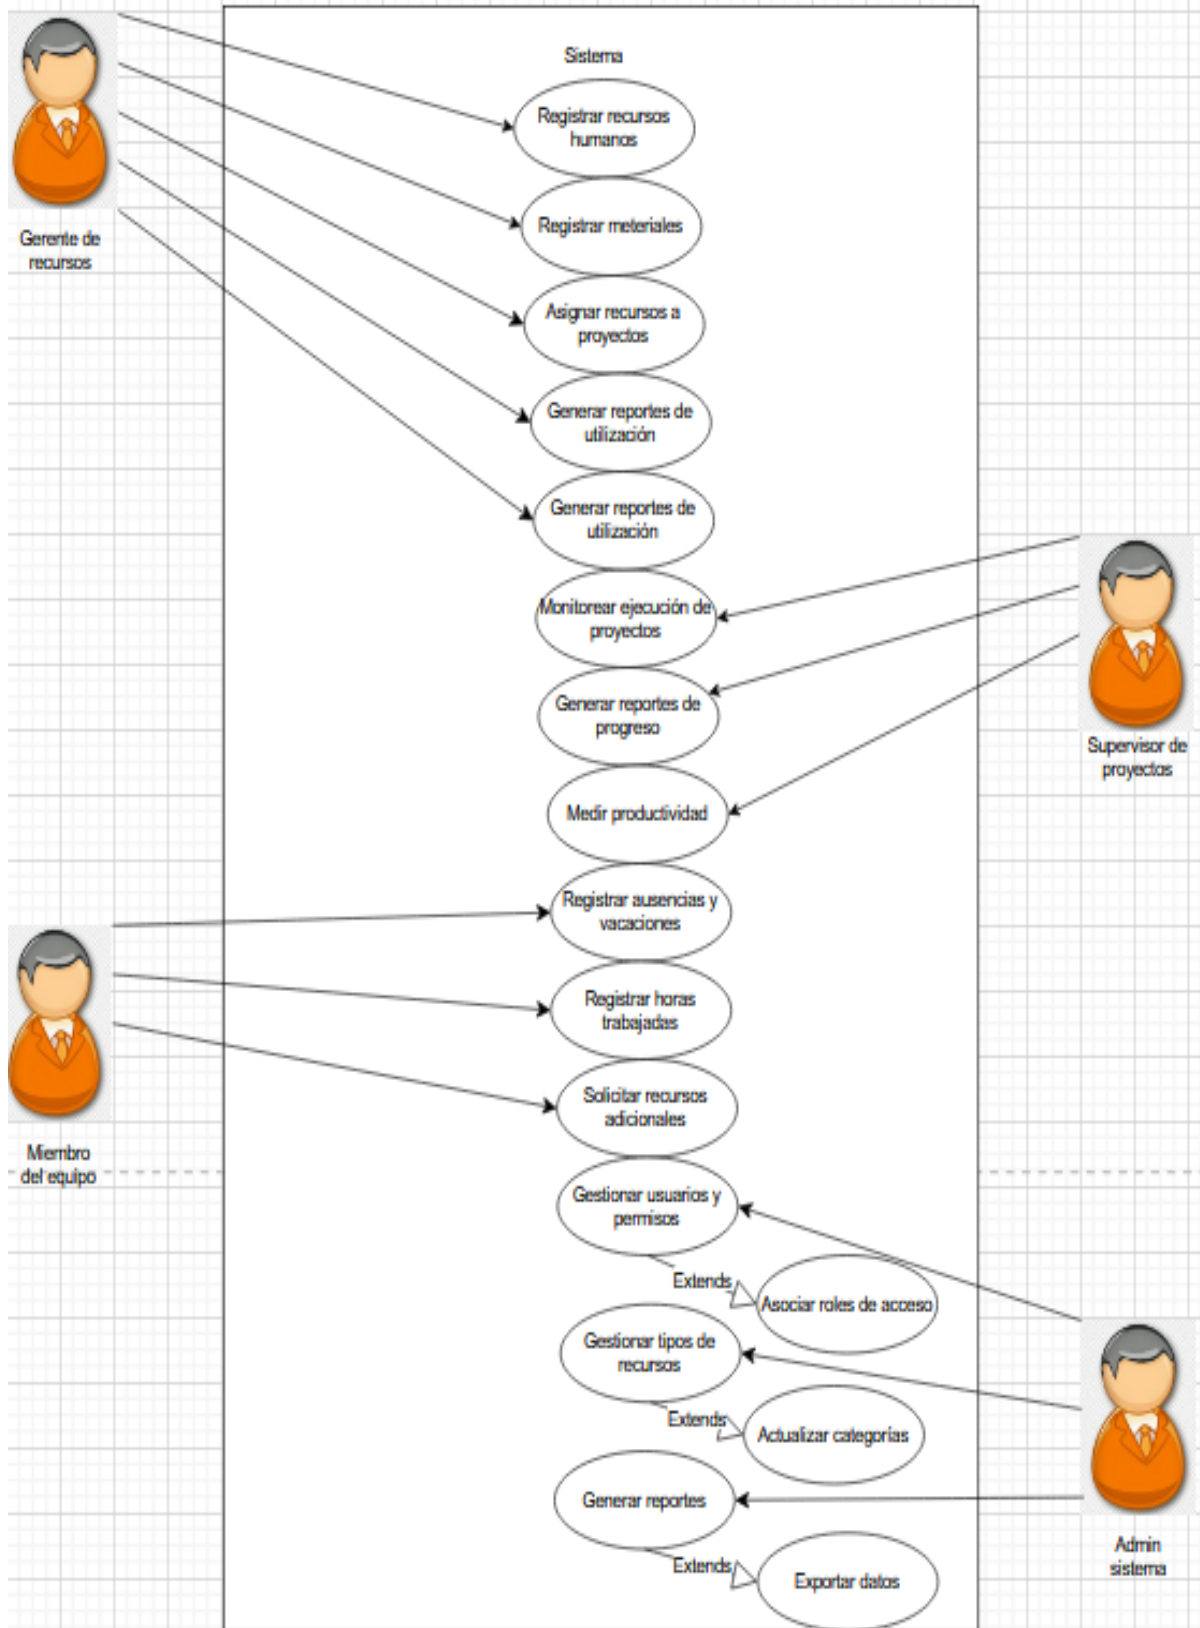 Sistema
Registrar recursos
humanos
Registrar meteriales
Gerente de
recursos
Asignar recursos a
proyectos
Generar reportes de
utilización
Generar reportes de
utilización
Monitorear ejecución de
proyectos
Generar reportes de
progreso
Supervisor de
proyectos
Medir productividad
Registrar ausencias y
vacaciones
Registrar horas
trabajadas
Solicitar recursos
adicionales
Miembro
del equipo
Gestionar usuarios y
permisos
Extends
Asociar roles de acceso
Gestionar tipos de
recursos
Extends
Actualizar categorías
Generar reportes
Admin
sistema
Extends
Exportar datos